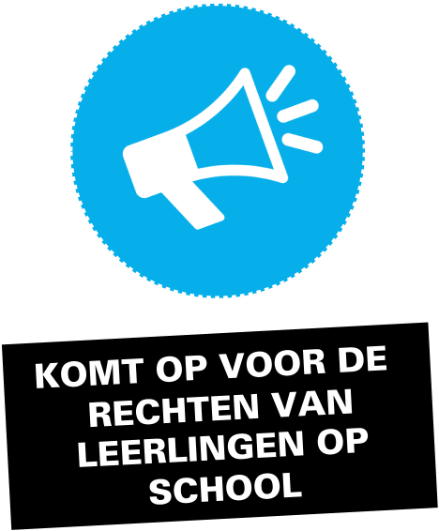 KOMT OP VOOR DE
RECHTEN VAN
LEERLINGEN OP
SCHOOL